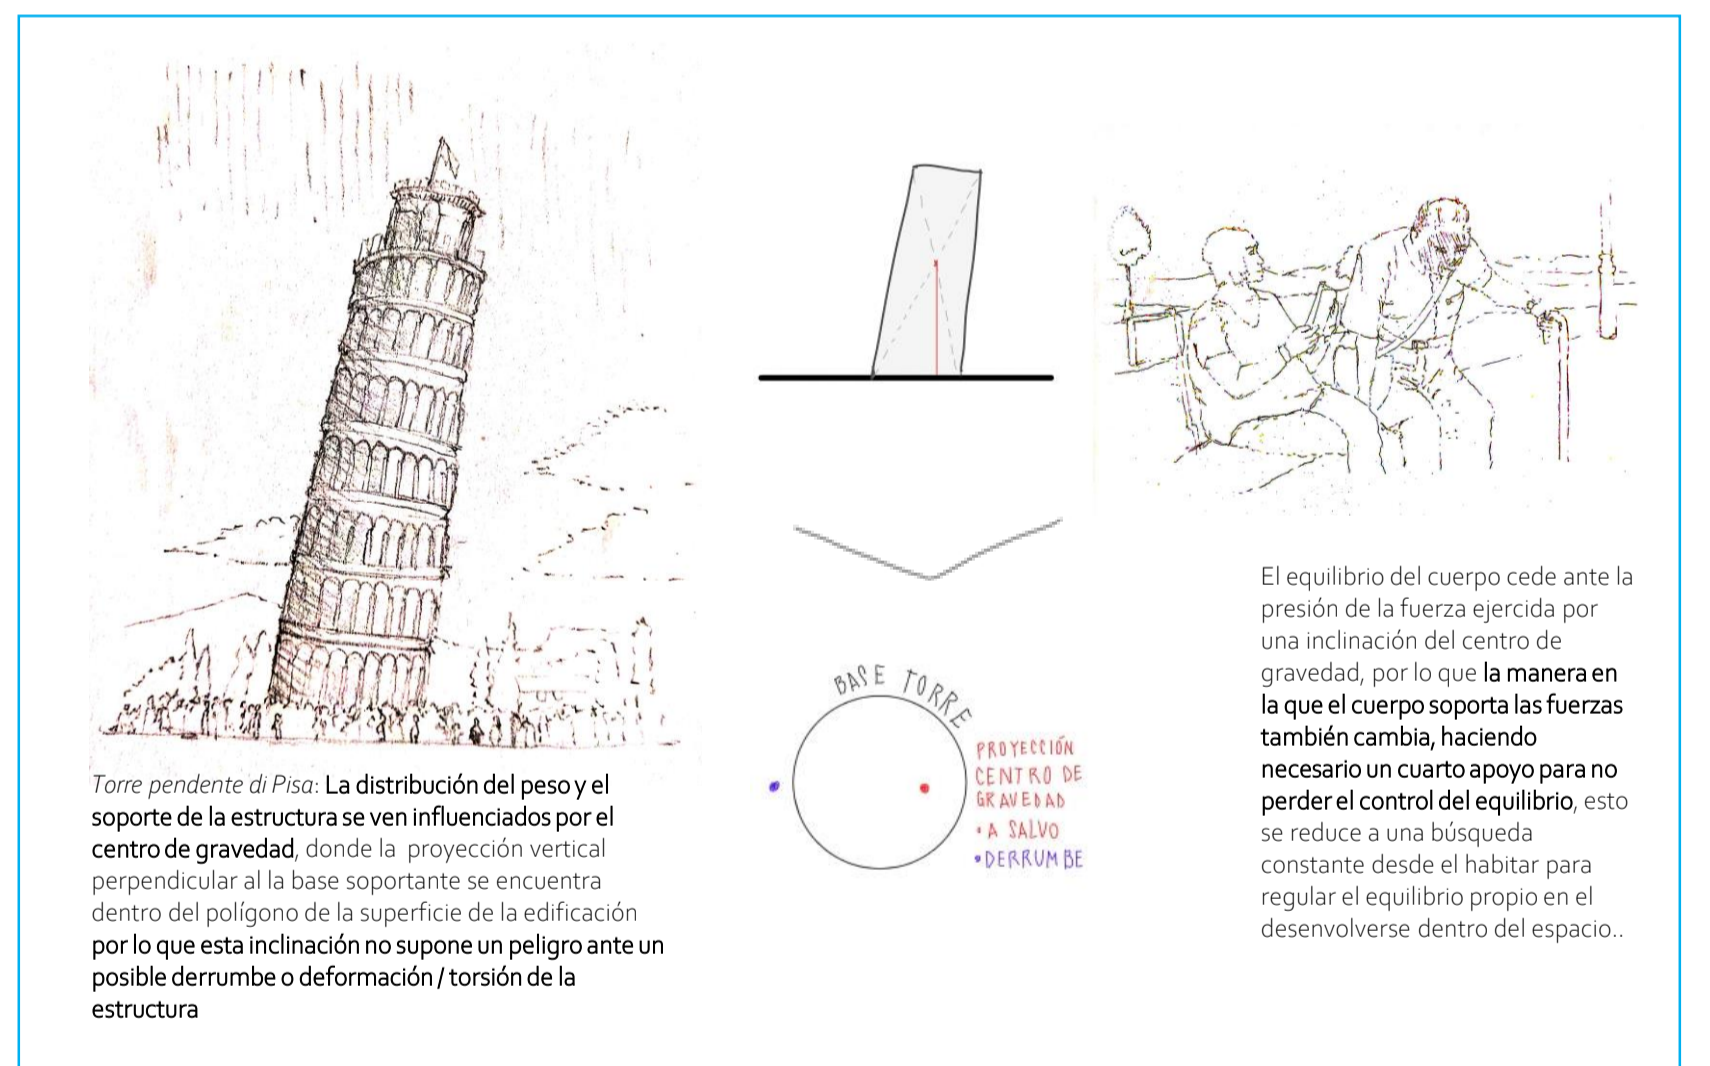 Torre pendente di Pisa: La distribución del peso y el
soporte de la estructura se ven influenciados por el
centro de gravedad, donde la proyección vertical
perpendicular al la base soportante se encuentra
dentro del polígono de la superficie de la edificación
por lo que esta inclinación no supone un peligro ante un
posible derrumbe o deformación / torsión de la
estructura
BASE TORRE
PROYECCIÓN
CENTRO DE
GRAVEDAD
• A SALVO
• DERRUMBE
El equilibrio del cuerpo cede ante la
presión de la fuerza ejercida por
una inclinación del centro de
gravedad, por lo que la manera en
la que el cuerpo soporta las fuerzas
también cambia, haciendo
necesario un cuarto apoyo para no
perder el control del equilibrio, esto
se reduce a una búsqueda
constante desde el habitar para
regular el equilibrio propio en el
desenvolverse dentro del espacio..